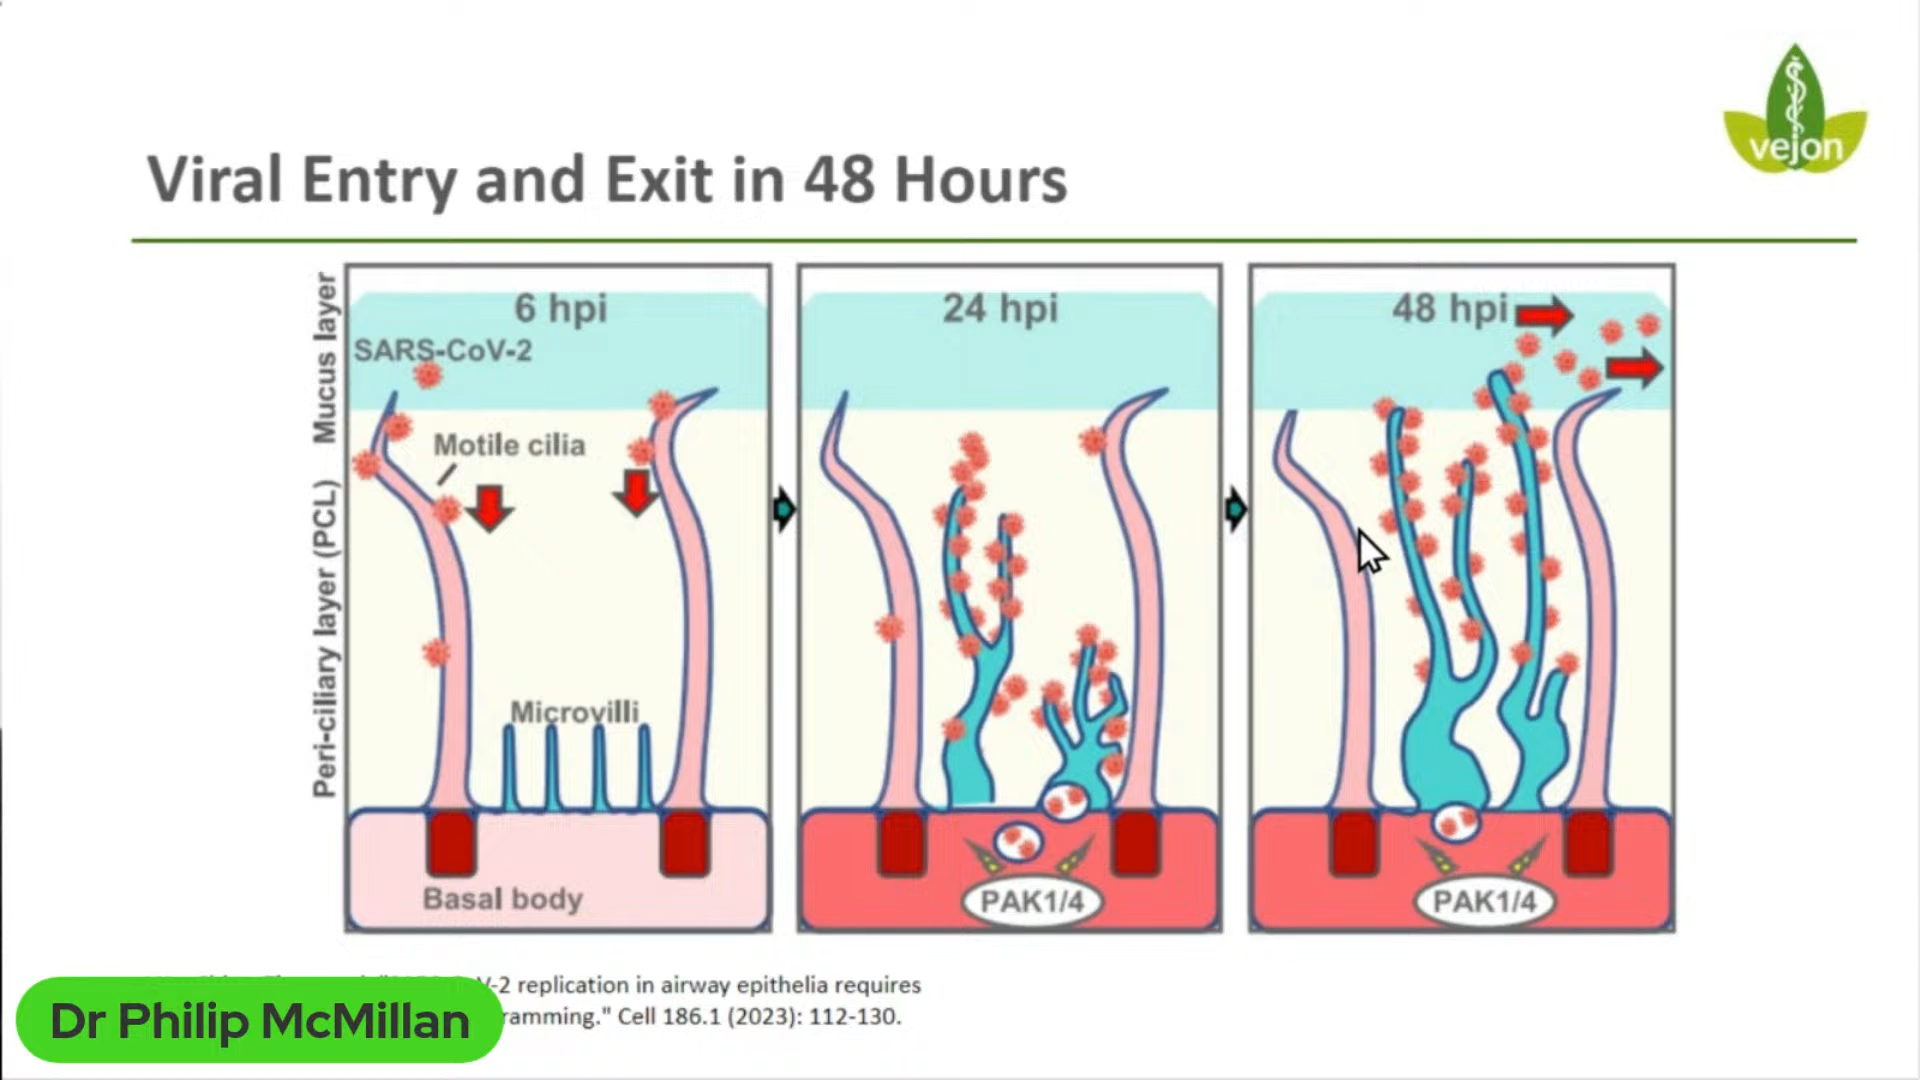 vejon
Viral Entry and Exit in 48 Hours
Mucus layer
Peri-ciliary layer (PCL)
6 hpi
SARS-CoV-2
Motile cilia
Microvilli
Basal body
24 hpi
PAK1/4
48 hpi
PAK1/4
V-2 replication in airway epithelia requires
ramming." Cell 186.1 (2023): 112-130.
Dr Philip McMillan